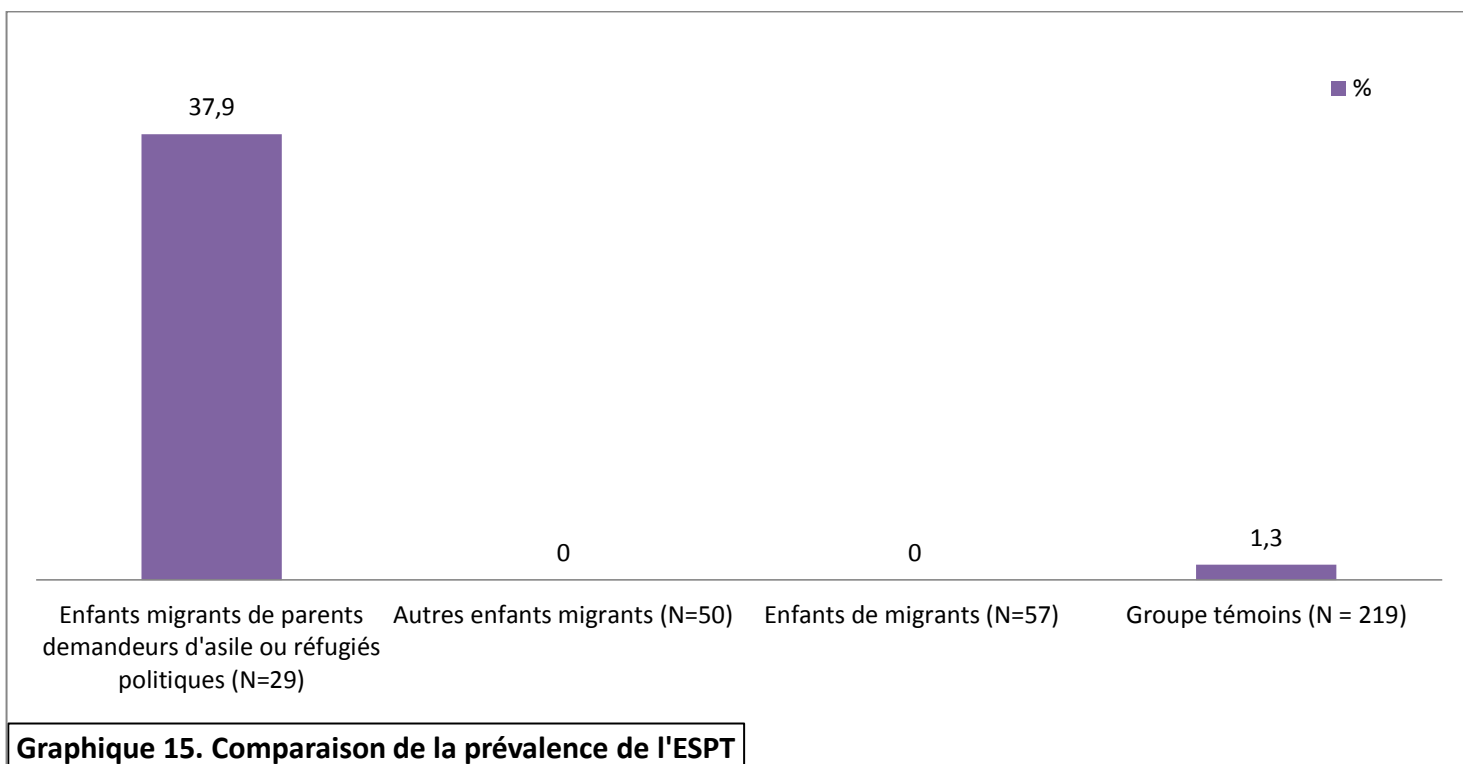 %
37,9
0
0
1,3
Enfants migrants de parents
demandeurs d'asile ou réfugiés
politiques (N=29)
Autres enfants migrants (N=50)
Enfants de migrants (N=57)
Groupe témoins (N = 219)
Graphique 15. Comparaison de la prévalence de l'ESPT